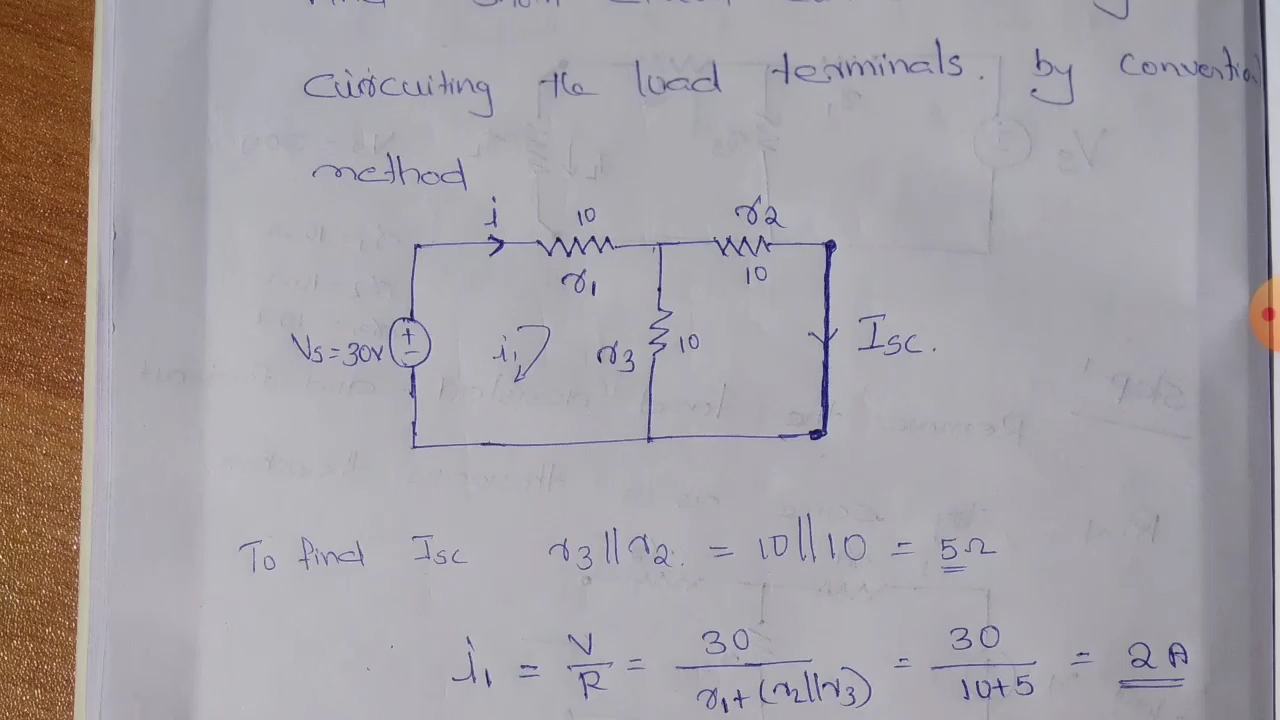 circuiting the load terminals. by
method
i
10
r2
r1
10
Vs=30v
+
-
i1
r3
10
Isc.
To find Isc r3||r2. = 10||10 = 5Ω
i1 = V/R = 30/r1+(r2||r3) = 30/10+5 = 2A